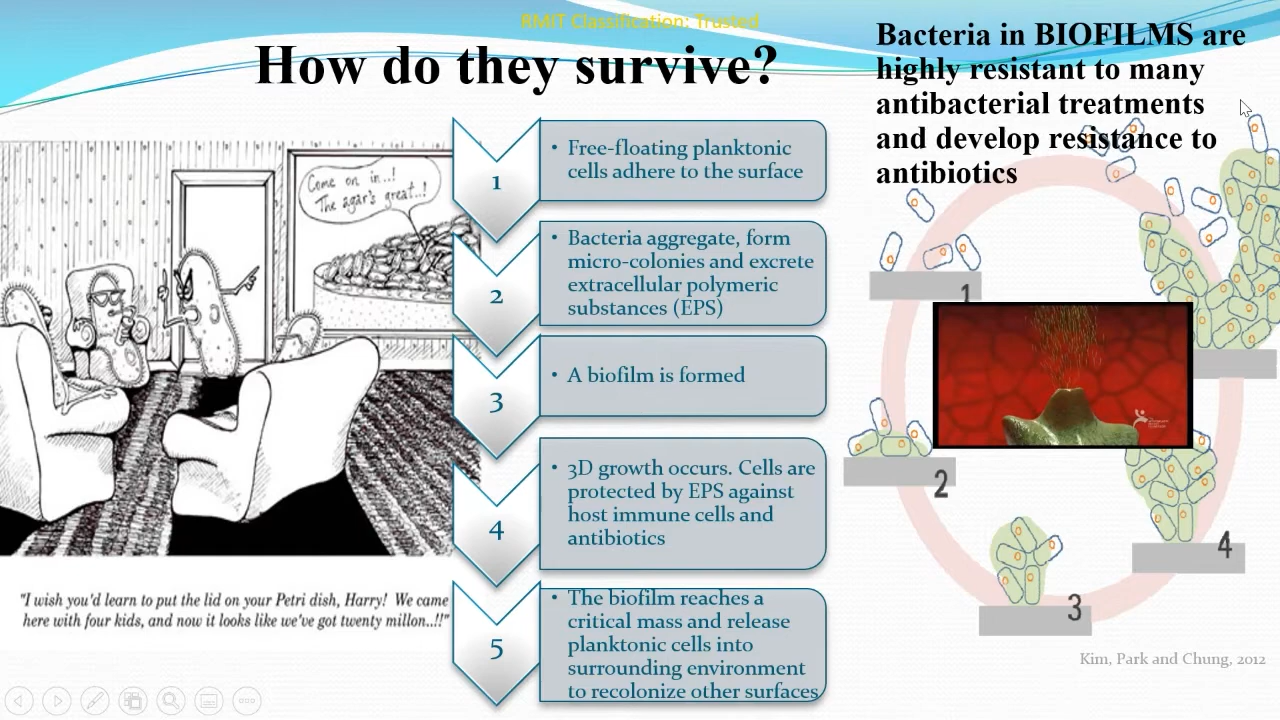 RMIT Classification: Trusted
How do they survive?
Bacteria in BIOFILMS are
highly resistant to many
antibacterial treatments
and develop resistance to
antibiotics
Come on in..!
The agar's great..!
"I wish you'd learn to put the lid on your Petri dish, Harry! We came
here with four kids, and now it looks like we've got twenty millon..!!"
1
• Free-floating planktonic
cells adhere to the surface
2
• Bacteria aggregate, form
micro-colonies and excrete
extracellular polymeric
substances (EPS)
3
• A biofilm is formed
4
• 3D growth occurs. Cells are
protected by EPS against
host immune cells and
antibiotics
5
• The biofilm reaches a
critical mass and release
planktonic cells into
surrounding environment
to recolonize other surfaces
1
2
3
4
Kim, Park and Chung, 2012